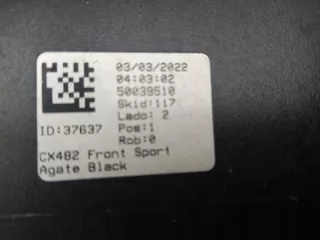 03/03/2022
04:03:02
50039510
Skid:117
Lado: 2
ID:37637 Pos:1
Rob:0
CX482 Front Sport
Agate Black